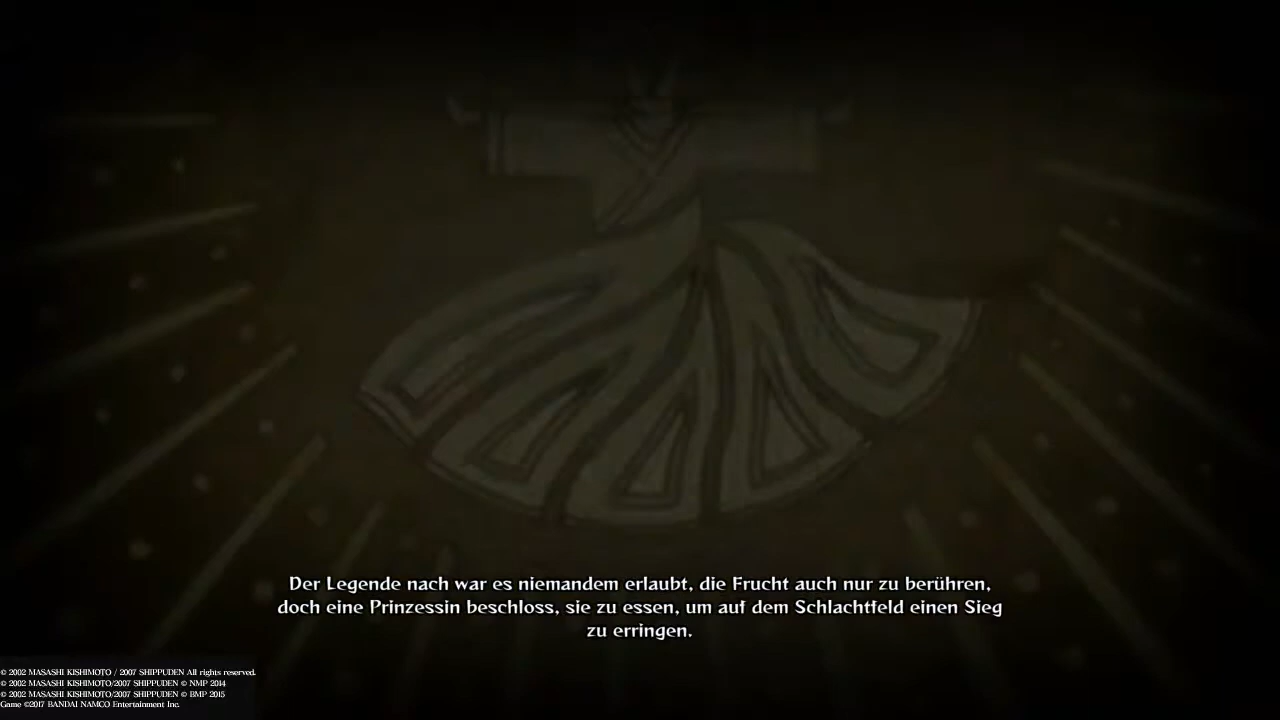 Der Legende nach war es niemandem erlaubt, die Frucht auch nur zu berühren,
doch eine Prinzessin beschloss, sie zu essen, um auf dem Schlachtfeld einen Sieg
zu erringen.
© 2002 MASASHI KISHIMOTO / 2007 SHIPPUDEN All rights reserved.
© 2002 MASASHI KISHIMOTO/2007 SHIPPUDEN © NMP 2014
© 2002 MASASHI KISHIMOTO/2007 SHIPPUDEN © BMP 2015
Game ©2017 BANDAI NAMCO Entertainment Inc.